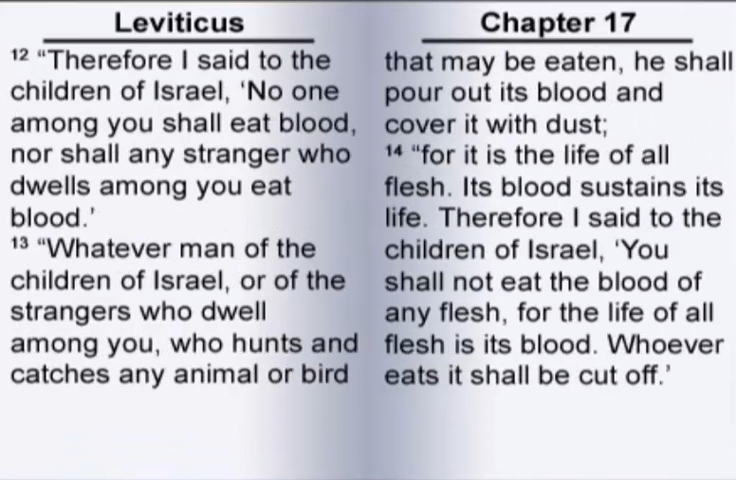 Leviticus
¹² “Therefore I said to the
children of Israel, ‘No one
among you shall eat blood,
nor shall any stranger who
dwells among you eat
blood.’
¹³ “Whatever man of the
children of Israel, or of the
strangers who dwell
among you, who hunts and
catches any animal or bird
Chapter 17
that may be eaten, he shall
pour out its blood and
cover it with dust;
¹⁴ “for it is the life of all
flesh. Its blood sustains its
life. Therefore I said to the
children of Israel, ‘You
shall not eat the blood of
any flesh, for the life of all
flesh is its blood. Whoever
eats it shall be cut off.’